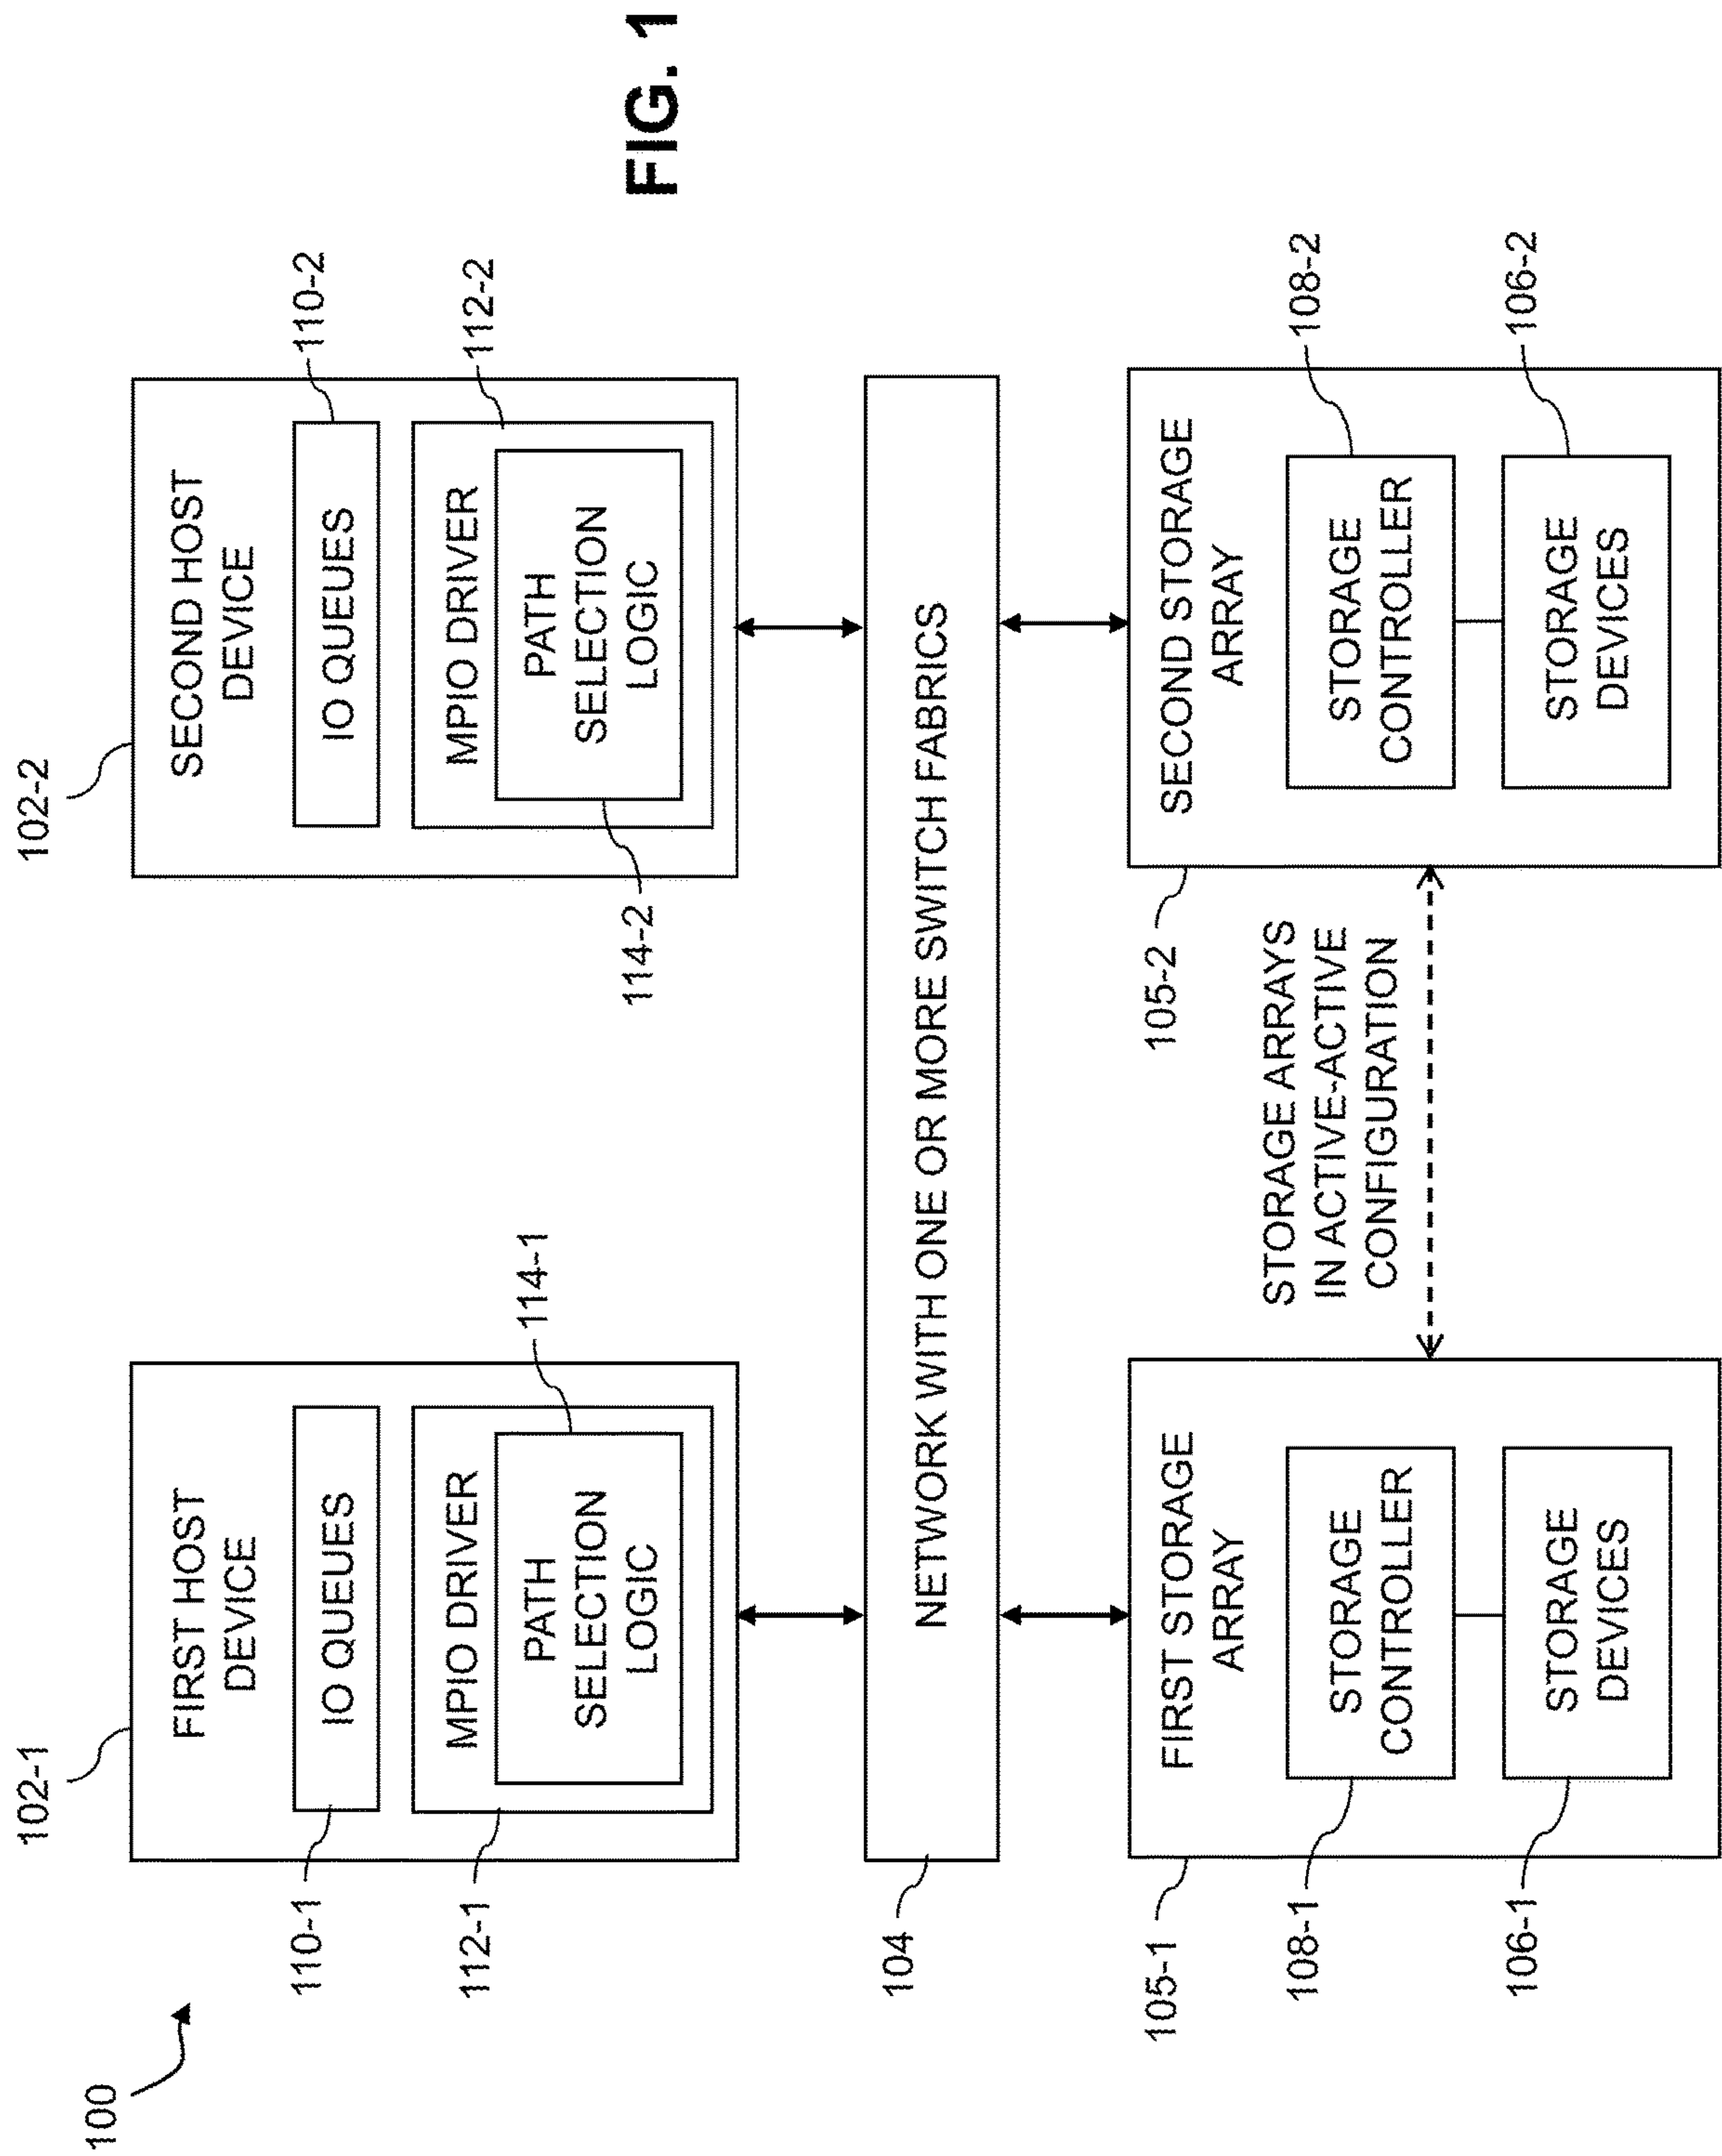 100
102-1
FIRST HOST
DEVICE
110-1
IO QUEUES
112-1
MPIO DRIVER
PATH
SELECTION
LOGIC
114-1
102-2
SECOND HOST
DEVICE
IO QUEUES
110-2
MPIO DRIVER
112-2
PATH
SELECTION
LOGIC
114-2
104
NETWORK WITH ONE OR MORE SWITCH FABRICS
105-1
FIRST STORAGE
ARRAY
108-1
STORAGE
CONTROLLER
106-1
STORAGE
DEVICES
STORAGE ARRAYS
IN ACTIVE-ACTIVE
CONFIGURATION
105-2
SECOND STORAGE
ARRAY
STORAGE
CONTROLLER
108-2
STORAGE
DEVICES
106-2
FIG. 1